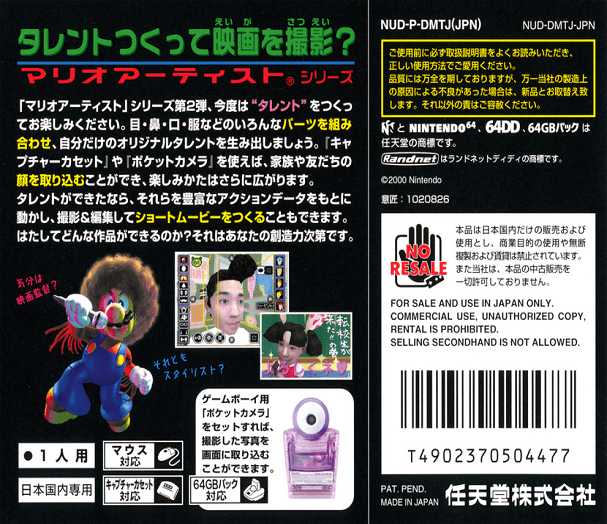 タレントつくって映画を撮影?
えい が
さつ えい
マリオアーティスト® シリーズ
「マリオアーティスト」シリーズ第2弾、今度は“タレント”をつくっ
てお楽しみください。目・鼻・口・服などのいろんなパーツを組み
合わせ、自分だけのオリジナルタレントを生み出しましょう。『キャ
プチャーカセット』や『ポケットカメラ』を使えば、家族や友だちの
顔を取り込むことができ、楽しみかたはさらに広がります。
タレントができたなら、それらを豊富なアクションデータをもとに
動かし、撮影&編集してショートムービーをつくることもできます。
はたしてどんな作品ができるのか?それはあなたの創造力次第です。
気分は
映画監督?
それとも
スタイリスト?
転校生が
来た!!の巻
ゲームボーイ用
「ポケットカメラ」
をセットすれば、
撮影した写真を
画面に取り込む
ことができます。
●1人用
マウス
対応
日本国内専用
キャプチャーカセット
対応
64GBパック
対応
NUD-P-DMTJ(JPN)
NUD-DMTJ-JPN
ご使用前に必ず取扱説明書をよくお読みいただき、
正しい使用方法でご愛用ください。
品質には万全を期しておりますが、万一当社の製造上
の原因による不良があった場合は、新品とお取替え致
します。それ以外の責はご容赦ください。
と NINTENDO64、64DD、64GBパックは
任天堂の商標です。
Randnetはランドネットディディの商標です。
©2000 Nintendo
意匠:1020826
NO
RESALE
本品は日本国内だけの販売および
使用とし、商業目的の使用や無断
複製および賃貸は禁止されています。
また当社は、本品の中古販売を
一切許可しておりません。
FOR SALE AND USE IN JAPAN ONLY.
COMMERCIAL USE, UNAUTHORIZED COPY,
RENTAL IS PROHIBITED.
SELLING SECONDHAND IS NOT ALLOWED.
T4902370504477
PAT. PEND.
MADE IN JAPAN
任天堂株式会社